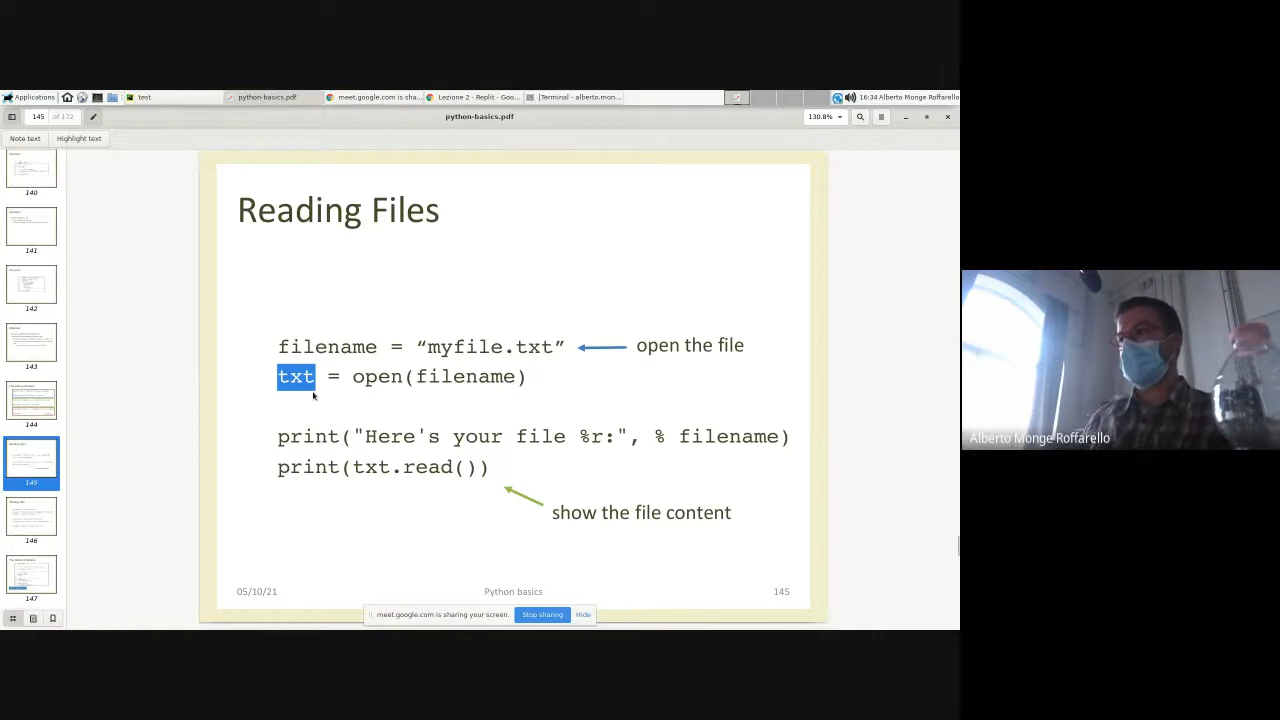 Applications
test
python-basics.pdf
meet.google.com is sha...
Lezione 2 - Replit - Goo...
[Terminal - alberto.mon...
16:34 Alberto Monge Roffarello
145 of 172
python-basics.pdf
130.8%
Note text
Highlight text
140
141
142
143
144
145
146
147
Reading Files
filename = “myfile.txt”
open the file
txt = open(filename)
print("Here's your file %r:", % filename)
print(txt.read())
show the file content
05/10/21
Python basics
145
meet.google.com is sharing your screen.
Stop sharing
Hide
Alberto Monge Roffarello